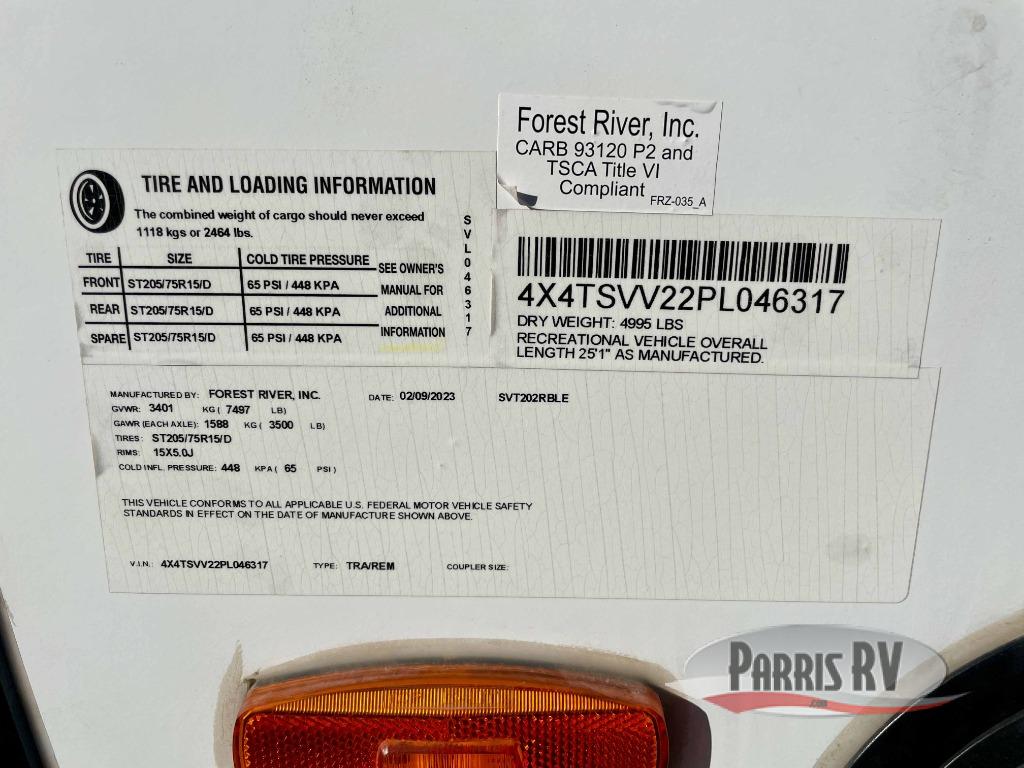 Forest River, Inc.
CARB 93120 P2 and
TSCA Title VI
Compliant FRZ-035_A
TIRE AND LOADING INFORMATION
The combined weight of cargo should never exceed
1118 kgs or 2464 lbs.
TIRE SIZE COLD TIRE PRESSURE
FRONT ST205/75R15/D 65 PSI / 448 KPA
REAR ST205/75R15/D 65 PSI / 448 KPA
SPARE ST205/75R15/D 65 PSI / 448 KPA
SEE OWNER'S
MANUAL FOR
ADDITIONAL
INFORMATION
SVL046317
4X4TSVV22PL046317
DRY WEIGHT: 4995 LBS
RECREATIONAL VEHICLE OVERALL
LENGTH 25'1" AS MANUFACTURED.
MANUFACTURED BY: FOREST RIVER, INC. DATE: 02/09/2023 SVT202RBLE
GVWR: 3401 KG ( 7497 LB)
GAWR (EACH AXLE): 1588 KG ( 3500 LB)
TIRES: ST205/75R15/D
RIMS: 15X5.0J
COLD INFL. PRESSURE: 448 KPA ( 65 PSI )
THIS VEHICLE CONFORMS TO ALL APPLICABLE U.S. FEDERAL MOTOR VEHICLE SAFETY
STANDARDS IN EFFECT ON THE DATE OF MANUFACTURE SHOWN ABOVE.
V.I.N.: 4X4TSVV22PL046317 TYPE: TRA/REM COUPLER SIZE:
PARRIS RV
.com